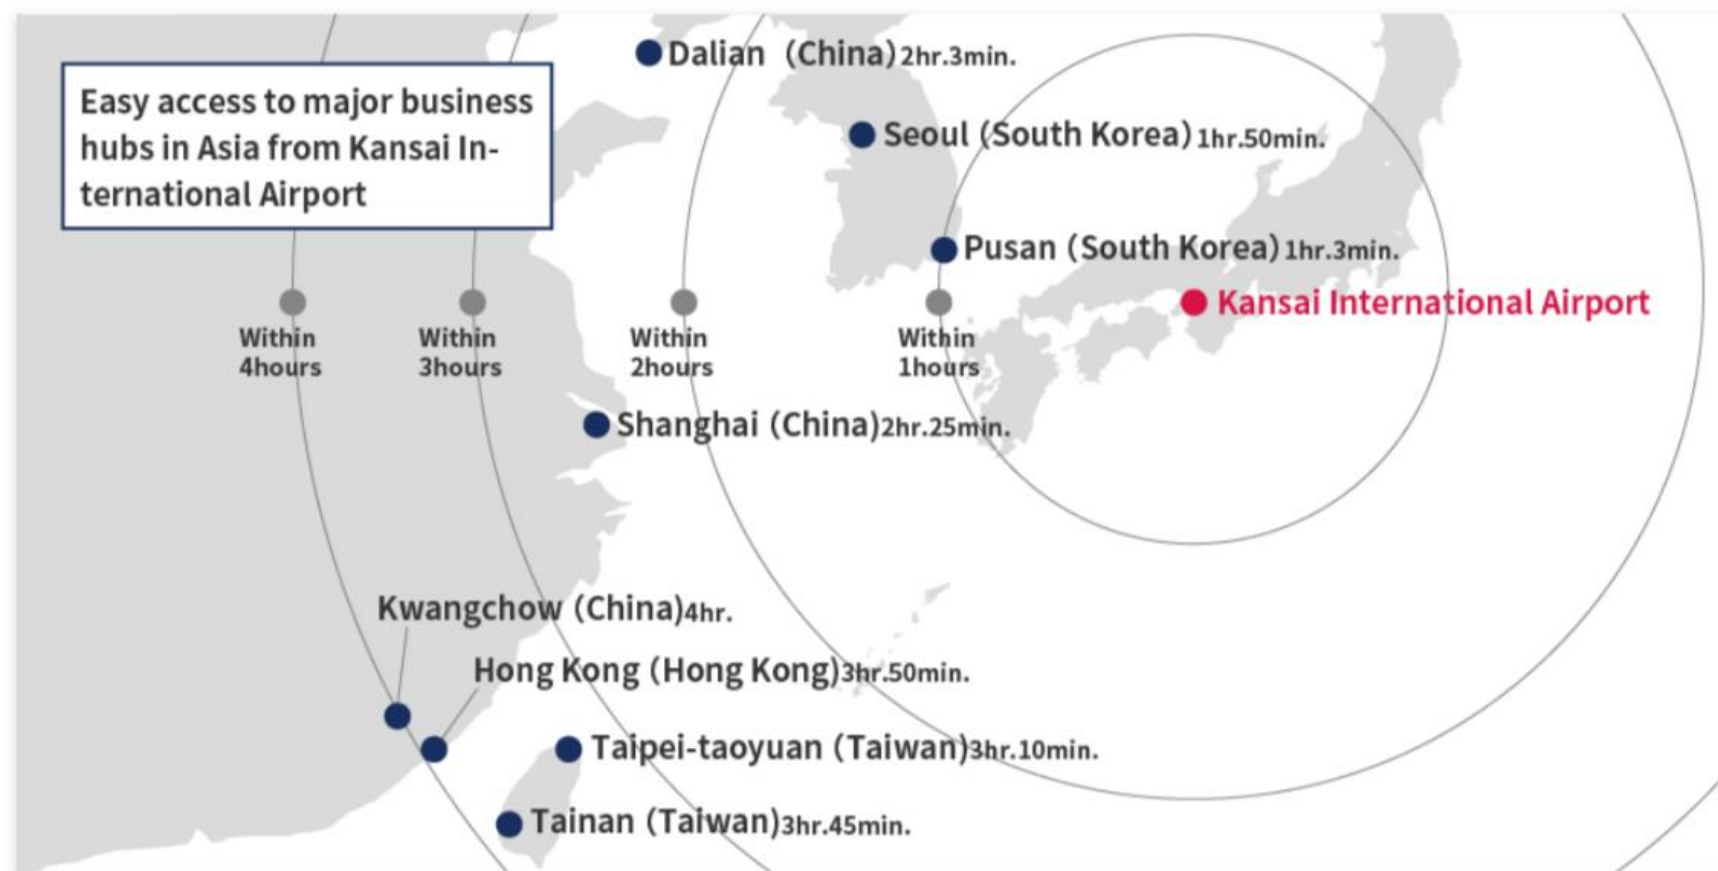 Easy access to major business
hubs in Asia from Kansai In-
ternational Airport
Dalian (China) 2hr.3min.
Seoul (South Korea) 1hr.50min.
Pusan (South Korea) 1hr.3min.
Kansai International Airport
Within
4hours
Within
3hours
Within
2hours
Within
1hours
Shanghai (China)2hr.25min.
Kwangchow (China)4hr.
Hong Kong (Hong Kong)3hr.50min.
Taipei-taoyuan (Taiwan)3hr.10min.
Tainan (Taiwan)3hr.45min.